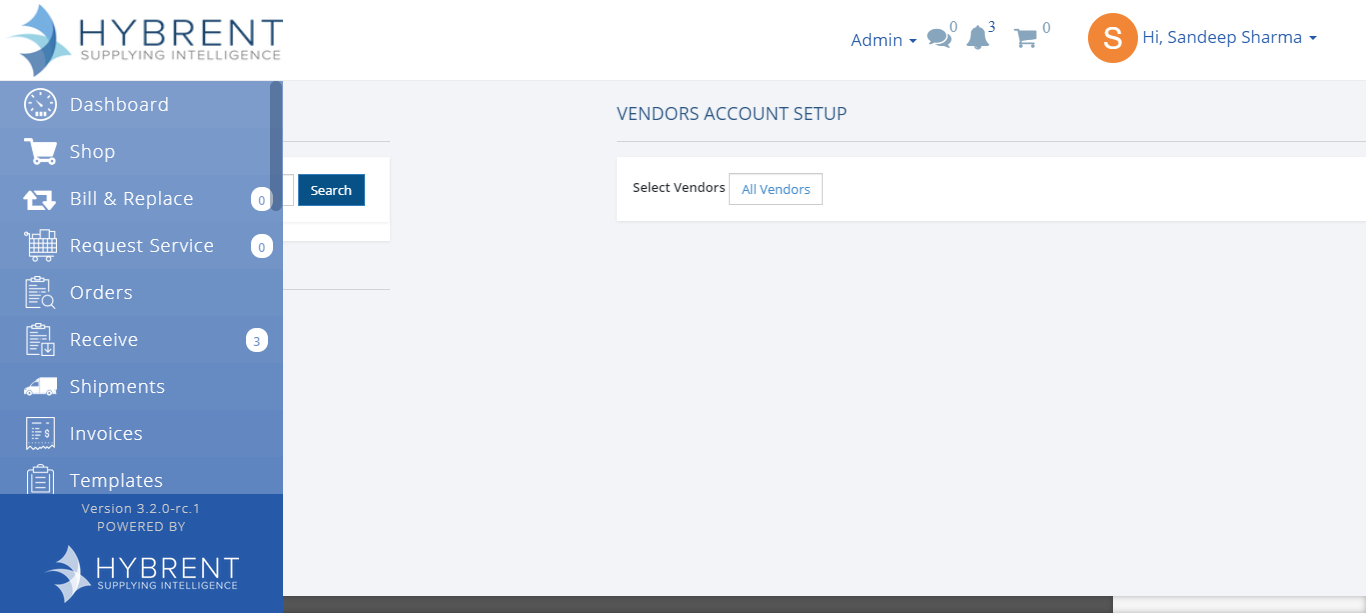 HYBRENT
SUPPLYING INTELLIGENCE
Admin
0
3
0
S
Hi, Sandeep Sharma
Dashboard
Shop
Bill & Replace 0
Request Service 0
Orders
Receive 3
Shipments
Invoices
Templates
Version 3.2.0-rc.1
POWERED BY
HYBRENT
SUPPLYING INTELLIGENCE
Search
VENDORS ACCOUNT SETUP
Select Vendors All Vendors